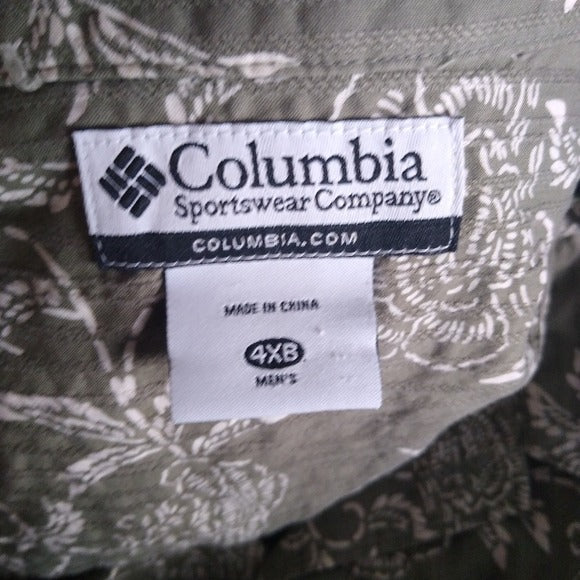 Columbia
Sportswear Company®
COLUMBIA.COM
MADE IN CHINA
4XB
MEN'S